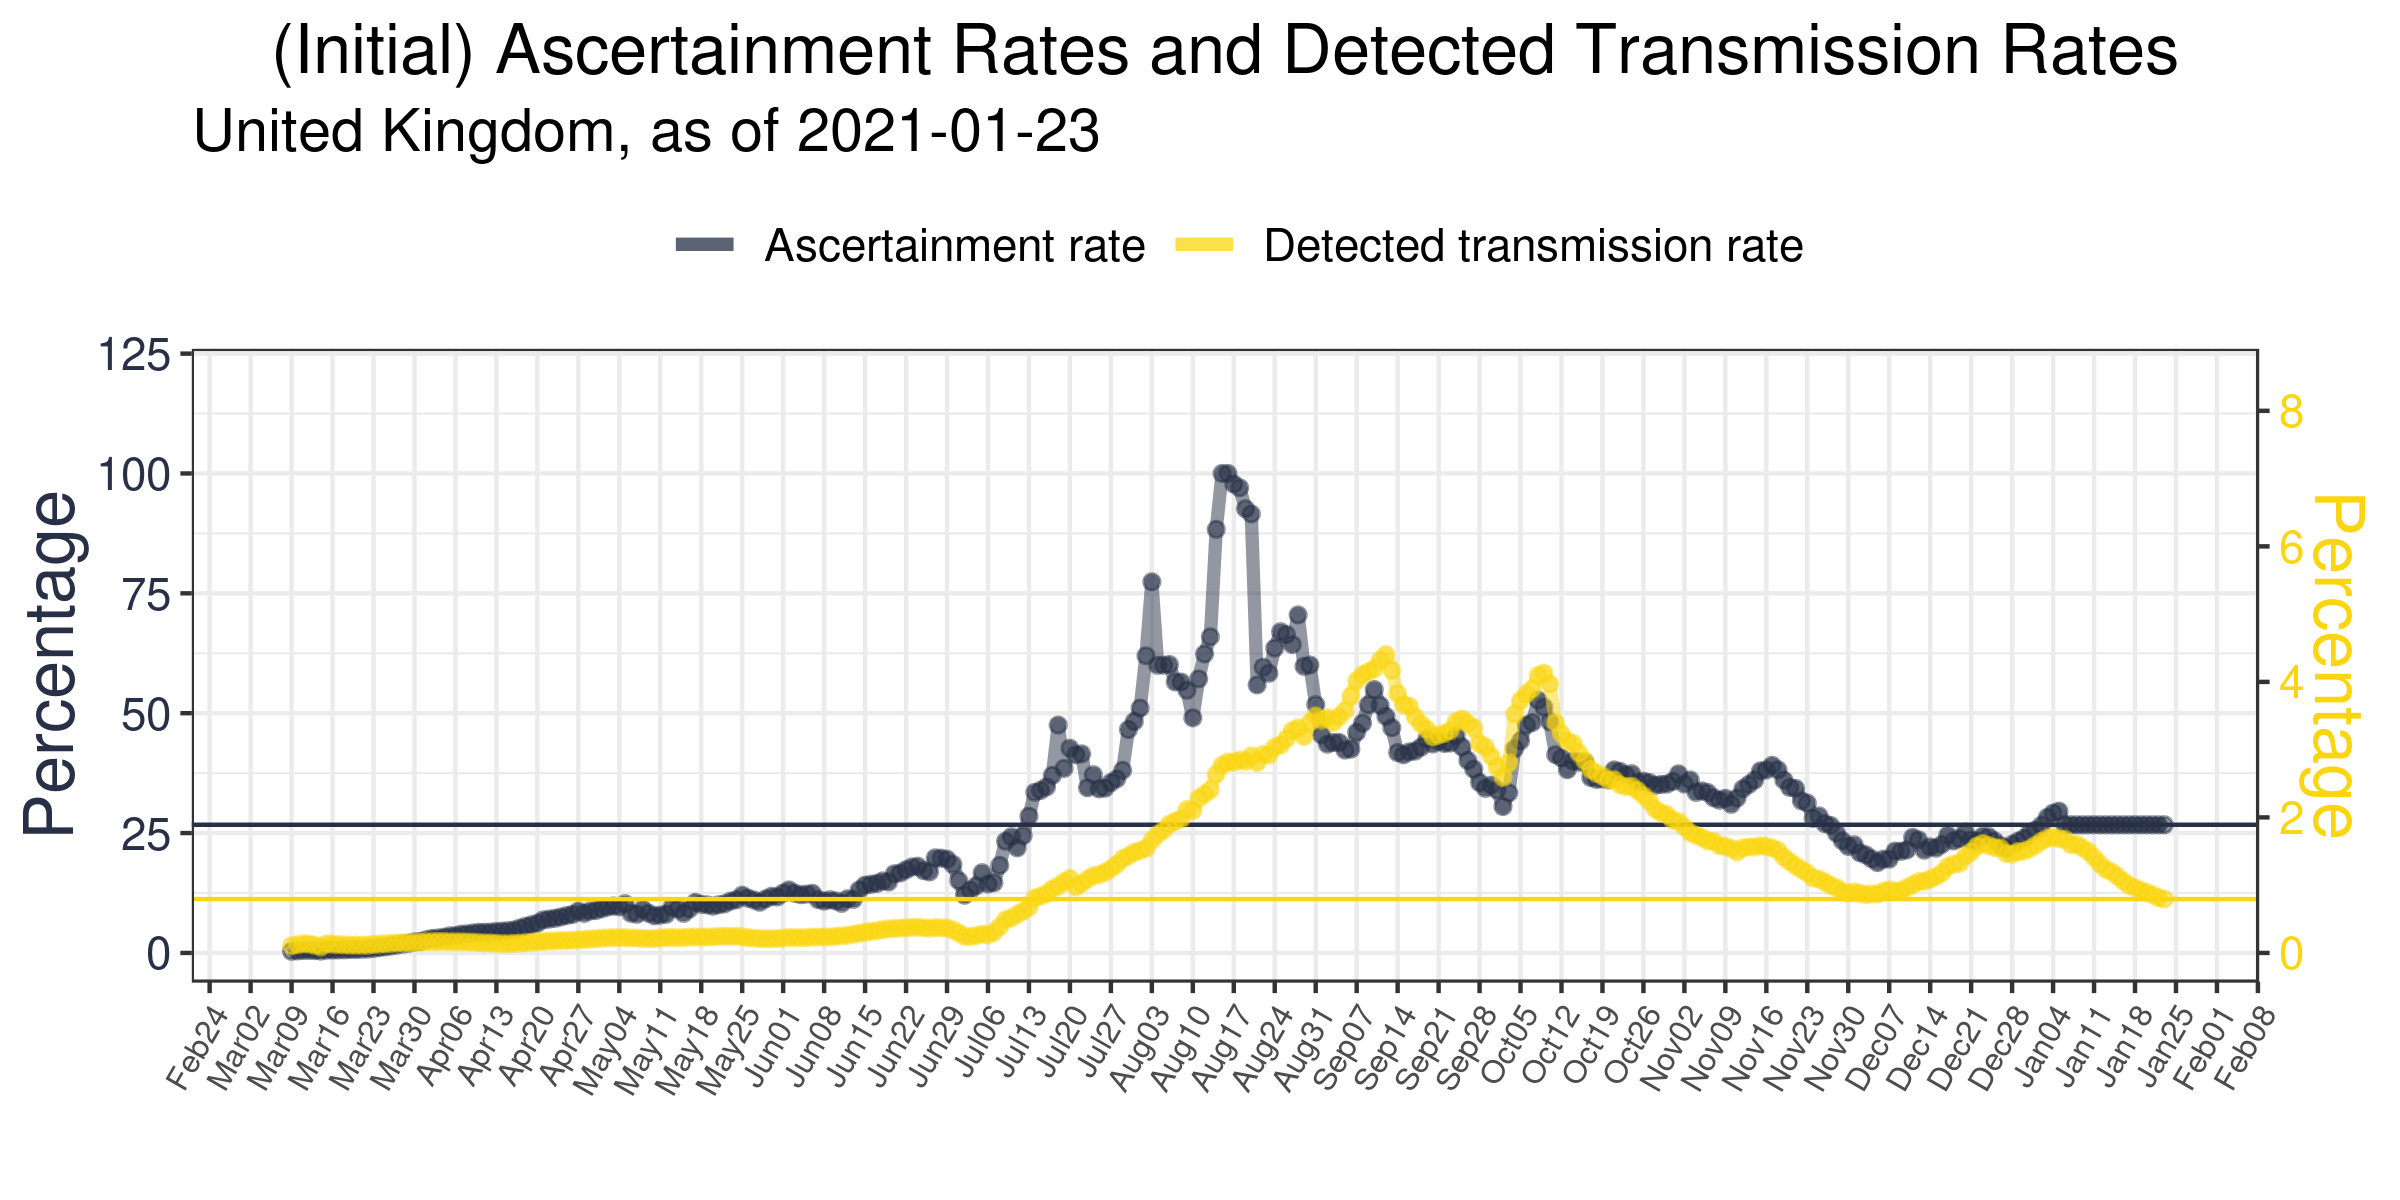 (Initial) Ascertainment Rates and Detected Transmission Rates
United Kingdom, as of 2021-01-23
Ascertainment rate
Detected transmission rate
Percentage
125
100
75
50
25
0
8
6
4
2
0
Percentage
Feb24
Mar02
Mar09
Mar16
Mar23
Mar30
Apr06
Apr13
Apr20
Apr27
May04
May11
May18
May25
Jun01
Jun08
Jun15
Jun22
Jun29
Jul06
Jul13
Jul20
Jul27
Aug03
Aug10
Aug17
Aug24
Aug31
Sep07
Sep14
Sep21
Sep28
Oct05
Oct12
Oct19
Oct26
Nov02
Nov09
Nov16
Nov23
Nov30
Dec07
Dec14
Dec21
Dec28
Jan04
Jan11
Jan18
Jan25
Feb01
Feb08